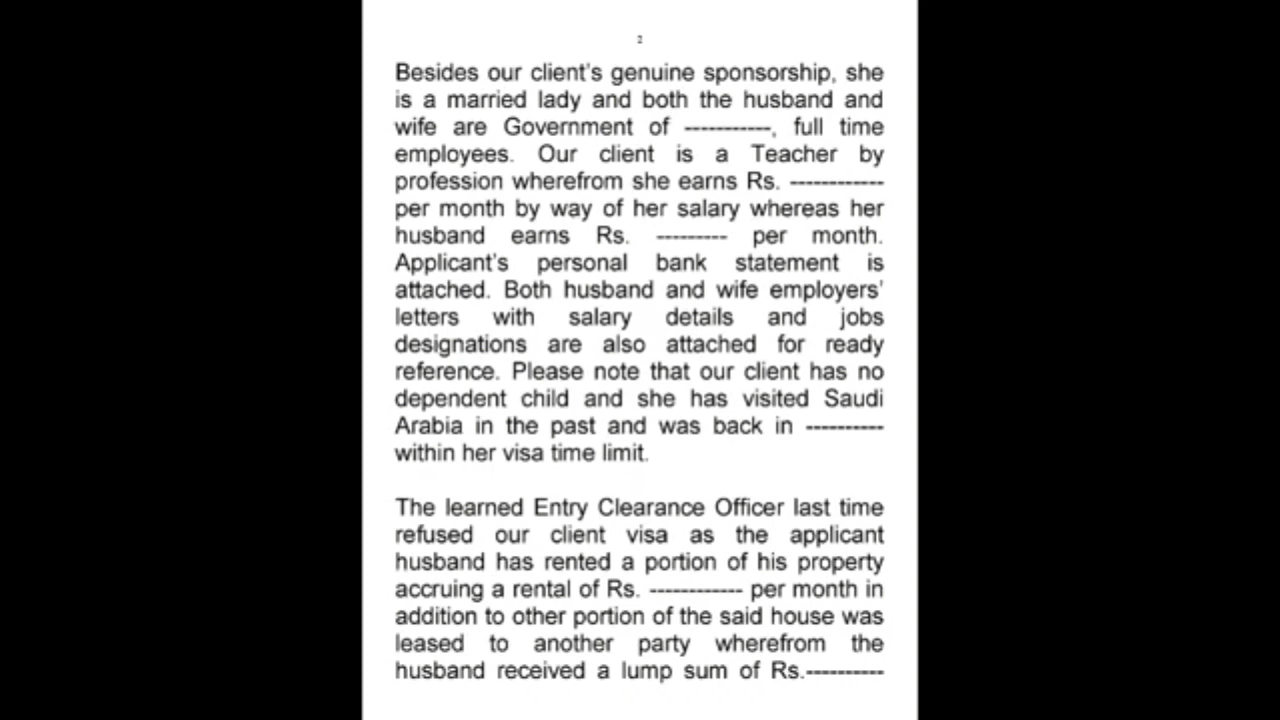 2
Besides our client's genuine sponsorship, she
is a married lady and both the husband and
wife are Government of -----------, full time
employees. Our client is a Teacher by
profession wherefrom she earns Rs. ------------
per month by way of her salary whereas her
husband earns Rs. --------- per month.
Applicant's personal bank statement is
attached. Both husband and wife employers'
letters with salary details and jobs
designations are also attached for ready
reference. Please note that our client has no
dependent child and she has visited Saudi
Arabia in the past and was back in ----------
within her visa time limit.
The learned Entry Clearance Officer last time
refused our client visa as the applicant
husband has rented a portion of his property
accruing a rental of Rs. ------------ per month in
addition to other portion of the said house was
leased to another party wherefrom the
husband received a lump sum of Rs.----------